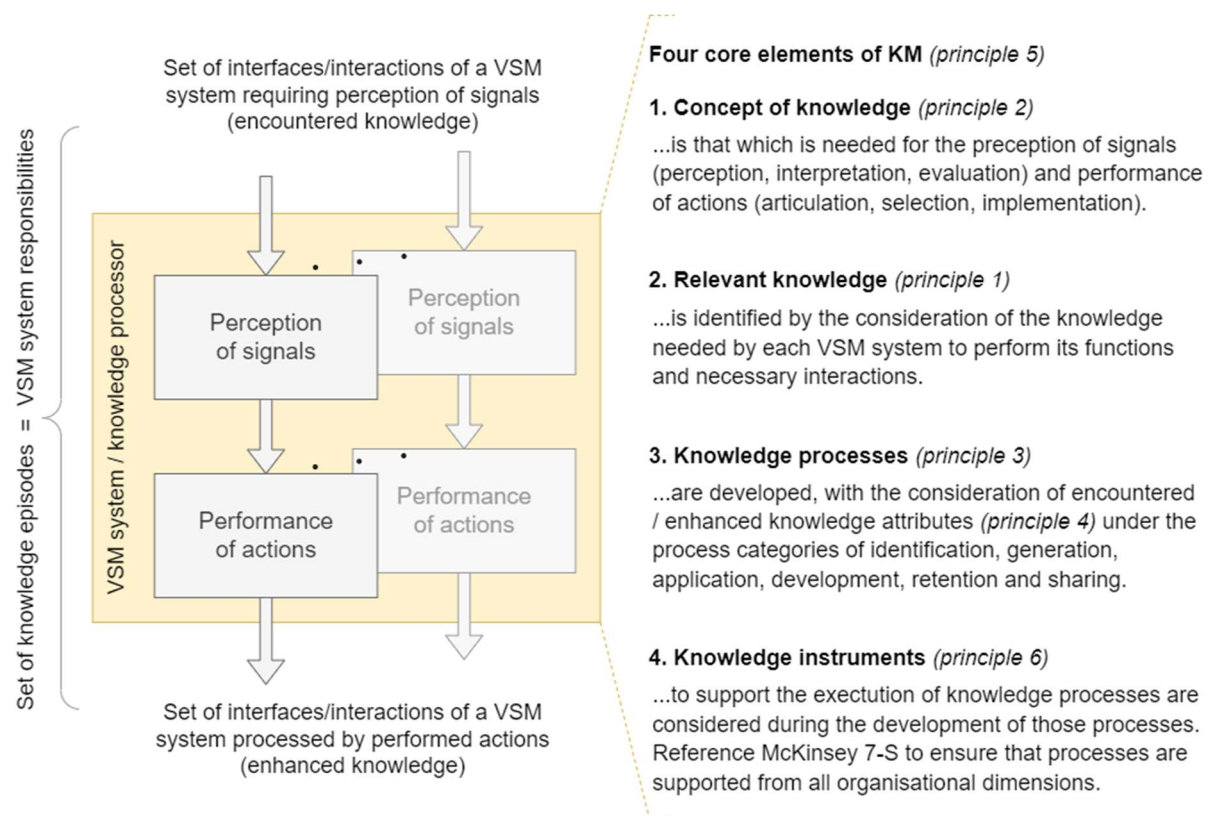 Set of interfaces/interactions of a VSM
system requiring perception of signals
(encountered knowledge)
Set of knowledge episodes = VSM system responsibilities
VSM system / knowledge processor
Perception
of signals
Perception
of signals
Performance
of actions
Performance
of actions
Set of interfaces/interactions of a VSM
system processed by performed actions
(enhanced knowledge)
Four core elements of KM (principle 5)
1. Concept of knowledge (principle 2)
...is that which is needed for the preception of signals
(perception, interpretation, evaluation) and performance
of actions (articulation, selection, implementation).
2. Relevant knowledge (principle 1)
...is identified by the consideration of the knowledge
needed by each VSM system to perform its functions
and necessary interactions.
3. Knowledge processes (principle 3)
...are developed, with the consideration of encountered
/ enhanced knowledge attributes (principle 4) under the
process categories of identification, generation,
application, development, retention and sharing.
4. Knowledge instruments (principle 6)
...to support the exectution of knowledge processes are
considered during the development of those processes.
Reference McKinsey 7-S to ensure that processes are
supported from all organisational dimensions.